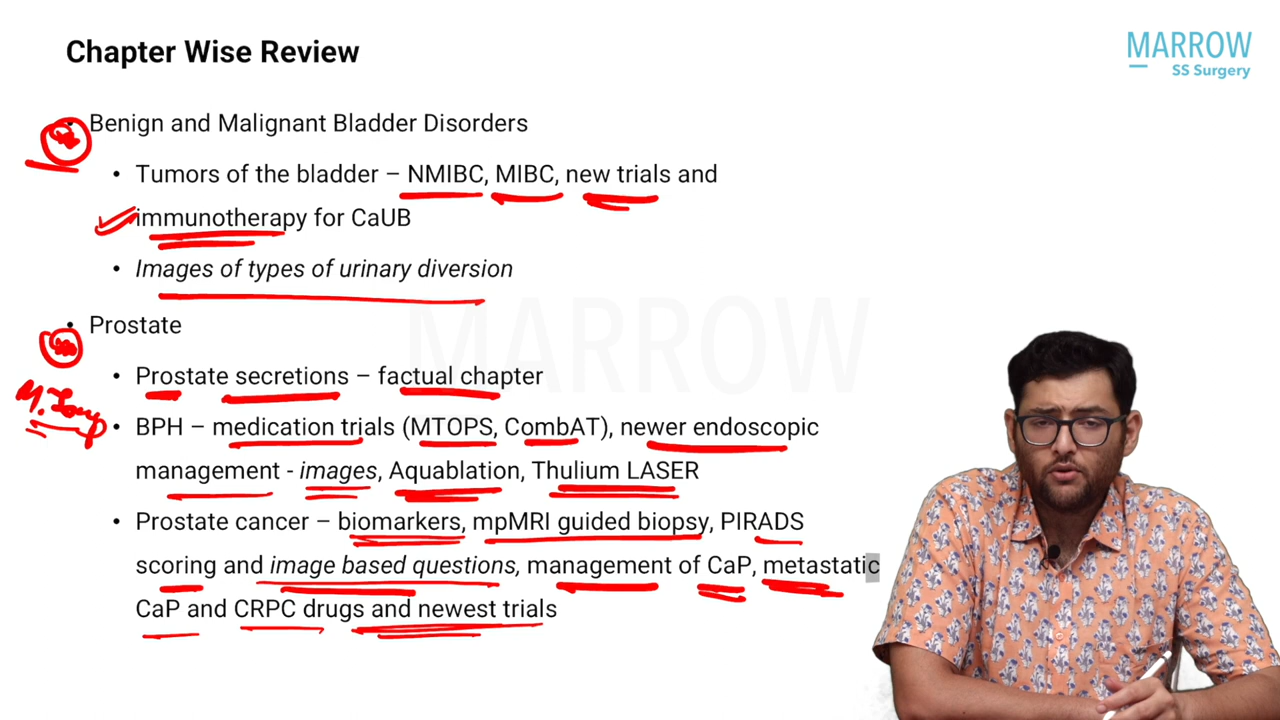 Chapter Wise Review
MARROW
SS Surgery
Benign and Malignant Bladder Disorders
• Tumors of the bladder – NMIBC, MIBC, new trials and
immunotherapy for CaUB
• Images of types of urinary diversion
• Prostate
MARROW
• Prostate secretions – factual chapter
• BPH – medication trials (MTOPS, CombAT), newer endoscopic
management - images, Aquablation, Thulium LASER
• Prostate cancer – biomarkers, mpMRI guided biopsy, PIRADS
scoring and image based questions, management of CaP, metastatic
CaP and CRPC drugs and newest trials